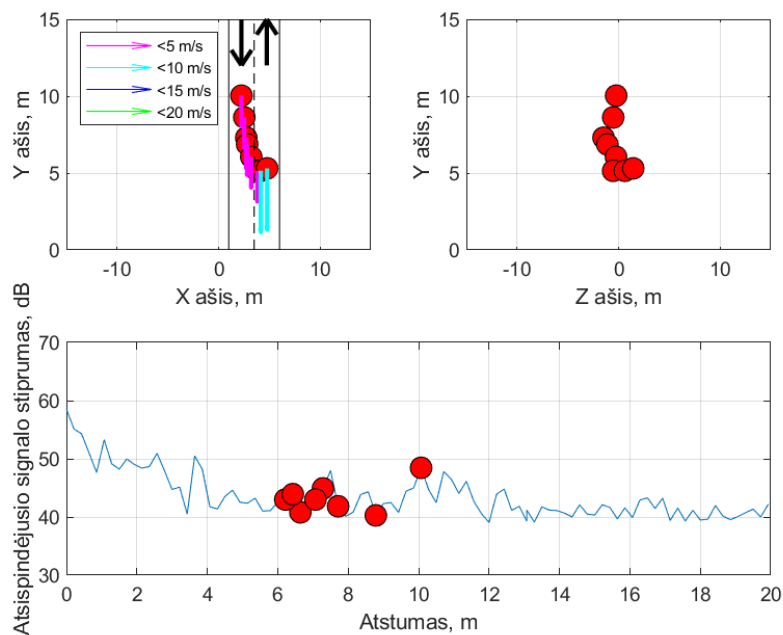 15
10
5
0
Y ašis, m
<5 m/s
<10 m/s
<15 m/s
<20 m/s
-10 0 10
X ašis, m
15
10
5
0
Y ašis, m
-10 0 10
Z ašis, m
70
60
50
40
30
Atsispindėjusio signalo stiprumas, dB
0 2 4 6 8 10 12 14 16 18 20
Atstumas, m